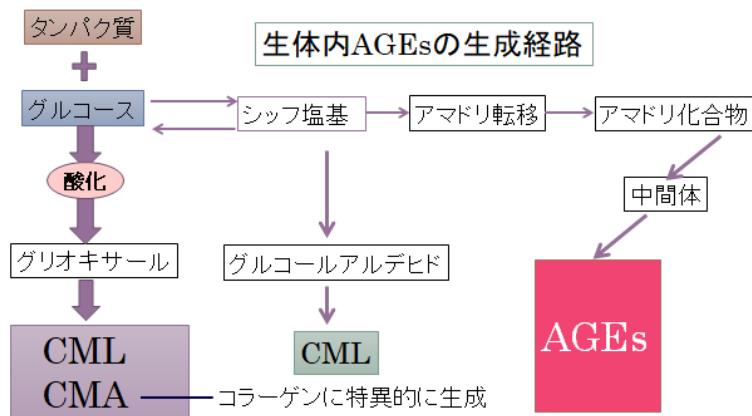 タンパク質
生体内AGEsの生成経路
グルコース
シッフ塩基
アマドリ転移
アマドリ化合物
酸化
中間体
グリオキサール
グルコールアルデヒド
AGEs
CML
CML
CMA
コラーゲンに特異的に生成